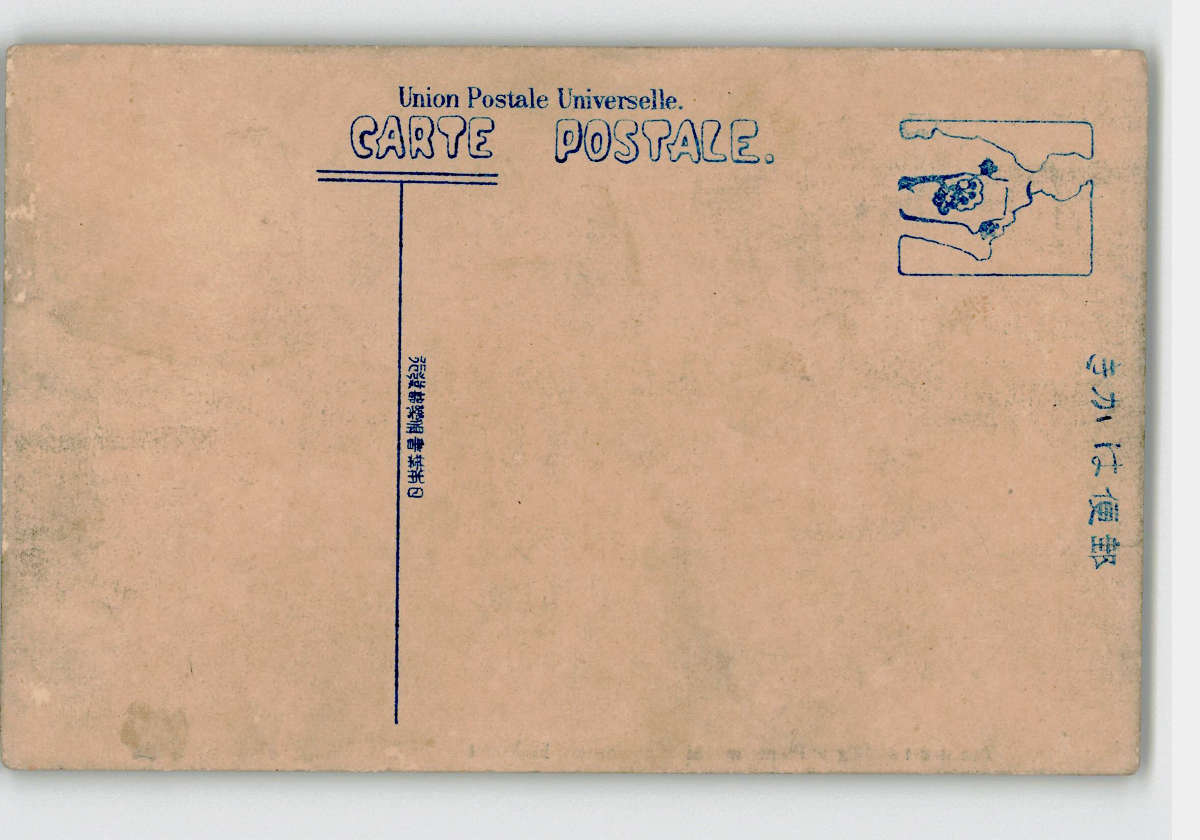 Union Postale Universelle.
CARTE POSTALE.
郵便はかき